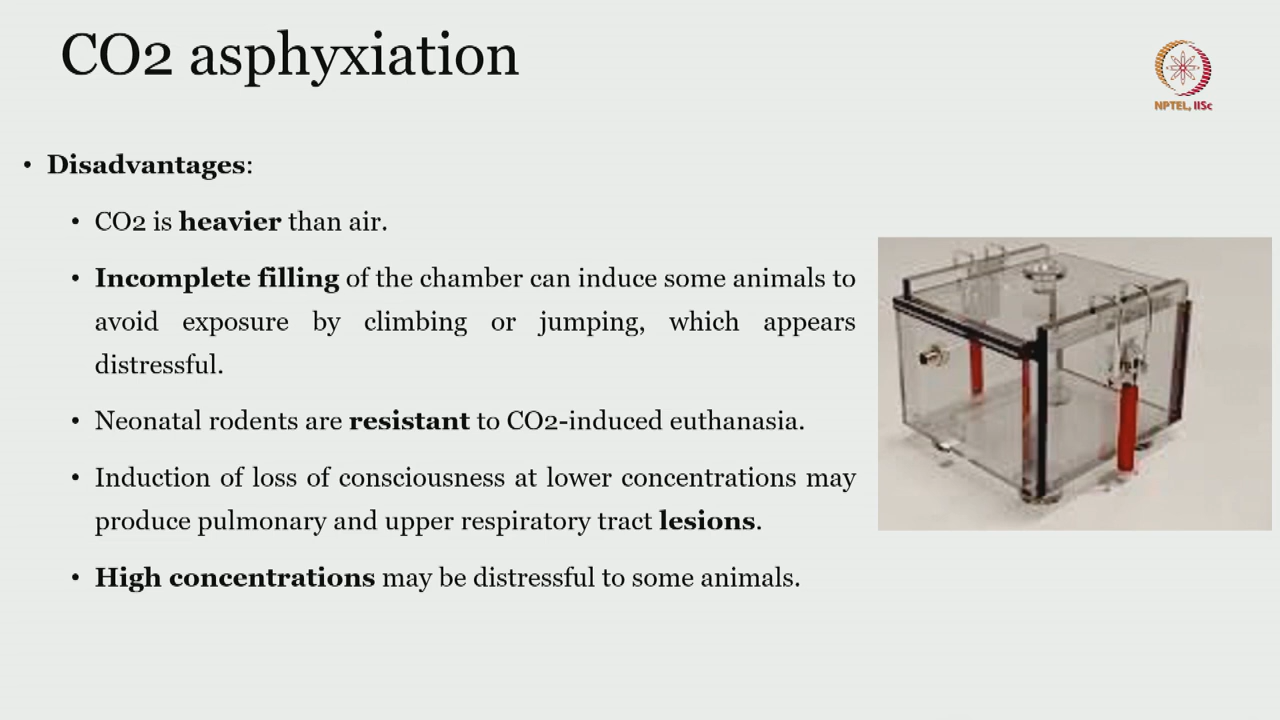 CO2 asphyxiation
NPTEL, IISc
• Disadvantages:
• CO2 is heavier than air.
• Incomplete filling of the chamber can induce some animals to
avoid exposure by climbing or jumping, which appears
distressful.
• Neonatal rodents are resistant to CO2-induced euthanasia.
• Induction of loss of consciousness at lower concentrations may
produce pulmonary and upper respiratory tract lesions.
• High concentrations may be distressful to some animals.